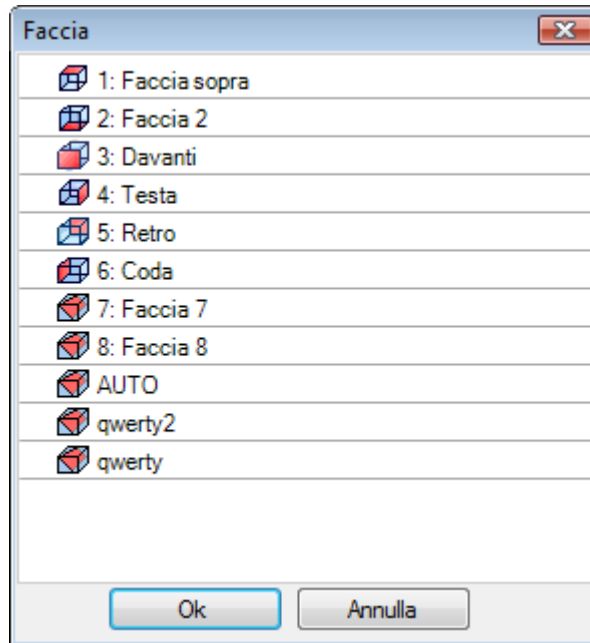 Faccia
1: Faccia sopra
2: Faccia 2
3: Davanti
4: Testa
5: Retro
6: Coda
7: Faccia 7
8: Faccia 8
AUTO
qwerty2
qwerty
Ok Annulla